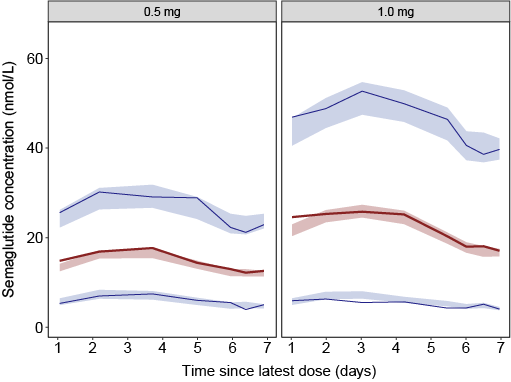 0.5 mg 1.0 mg
Semaglutide concentration (nmol/L)
60
40
20
0
1 2 3 4 5 6 7 1 2 3 4 5 6 7
Time since latest dose (days)